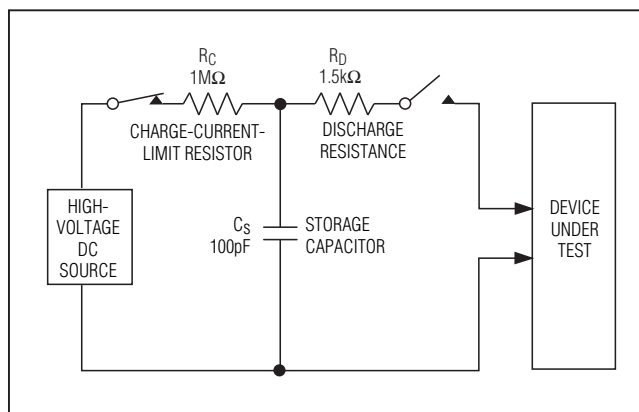 R_C
1MΩ
R_D
1.5kΩ
CHARGE-CURRENT-
LIMIT RESISTOR
DISCHARGE
RESISTANCE
HIGH-
VOLTAGE
DC
SOURCE
C_S
100pF
STORAGE
CAPACITOR
DEVICE
UNDER
TEST